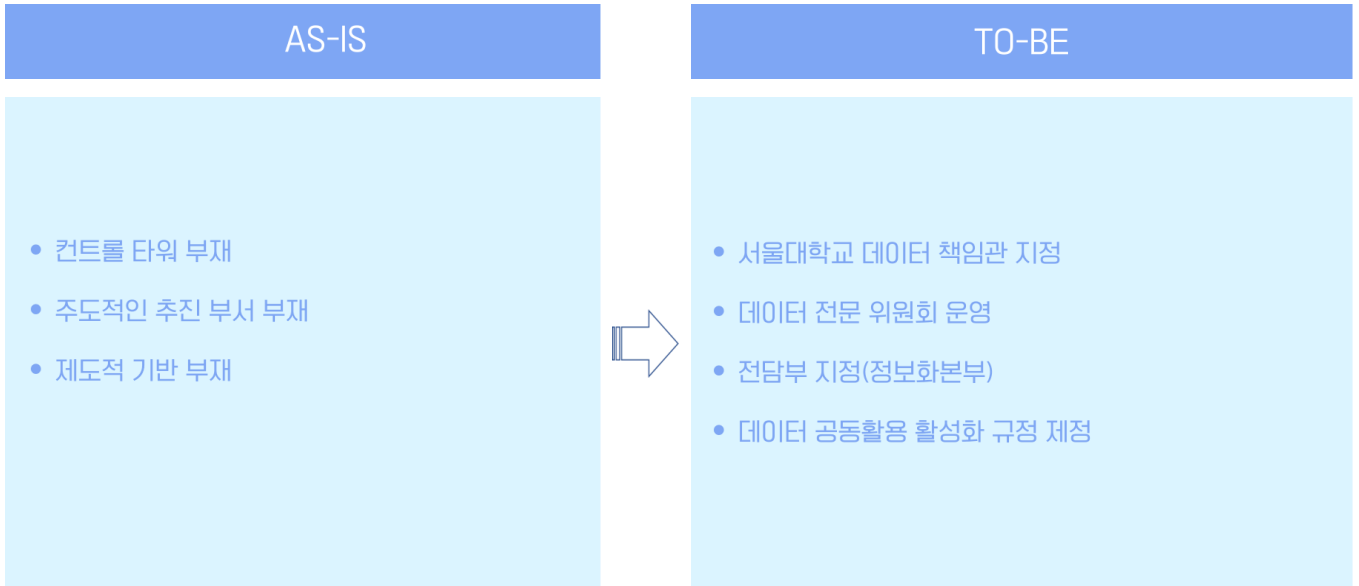 AS-IS
• 컨트롤 타워 부재
• 주도적인 추진 부서 부재
• 제도적 기반 부재
TO-BE
• 서울대학교 데이터 책임관 지정
• 데이터 전문 위원회 운영
• 전담부 지정(정보화본부)
• 데이터 공동활용 활성화 규정 제정